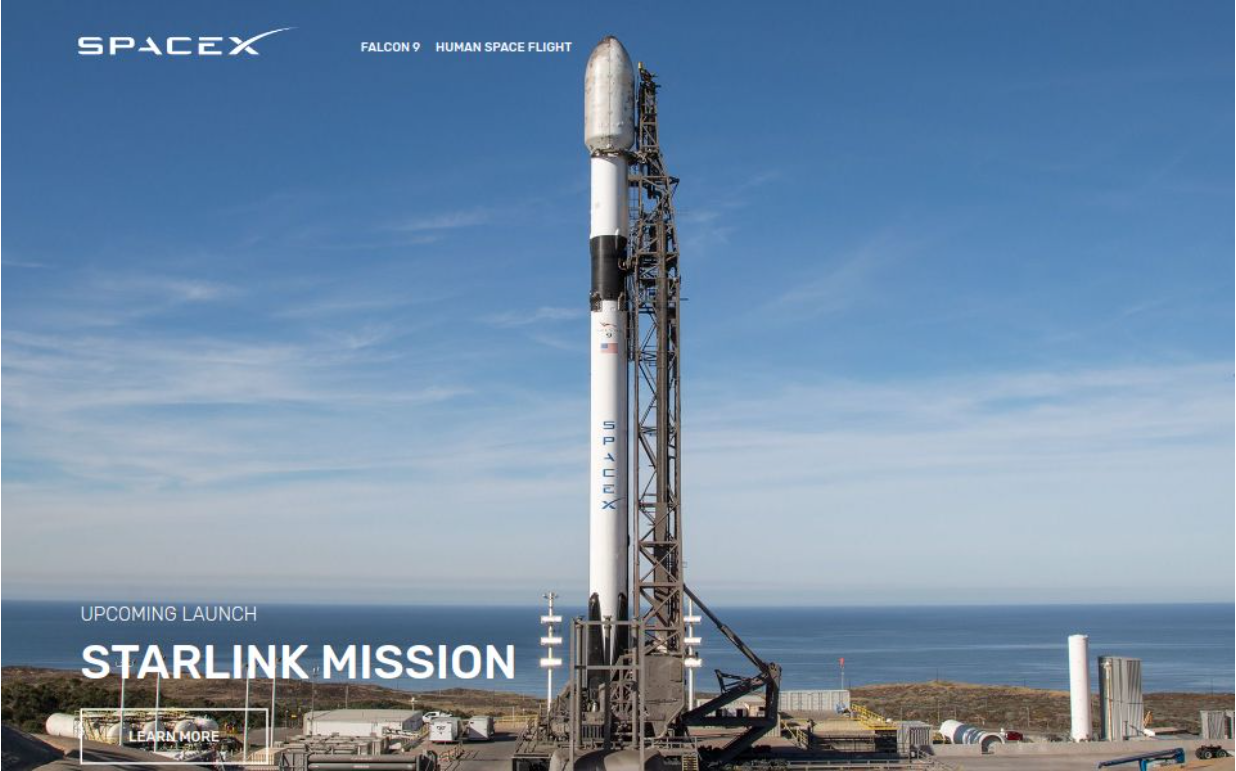 SPACEX
FALCON 9 HUMAN SPACE FLIGHT
SPACEX
UPCOMING LAUNCH
STARLINK MISSION
LEARN MORE